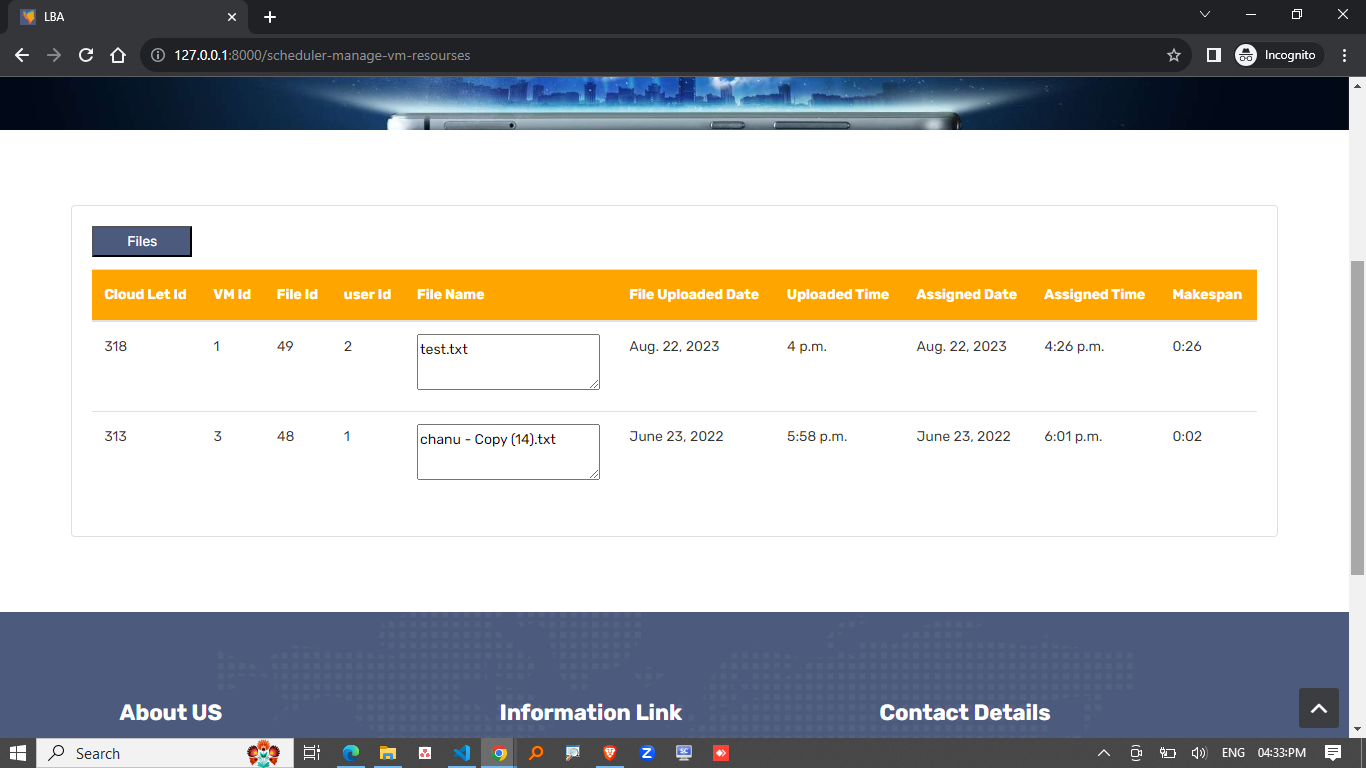 LBA
127.0.0.1:8000/scheduler-manage-vm-resourses
Incognito
Files
Cloud Let Id VM Id File Id user Id File Name File Uploaded Date Uploaded Time Assigned Date Assigned Time Makespan
318 1 49 2 test.txt Aug. 22, 2023 4 p.m. Aug. 22, 2023 4:26 p.m. 0:26
313 3 48 1 chanu - Copy (14).txt June 23, 2022 5:58 p.m. June 23, 2022 6:01 p.m. 0:02
About US Information Link Contact Details
Search ENG 04:33:PM